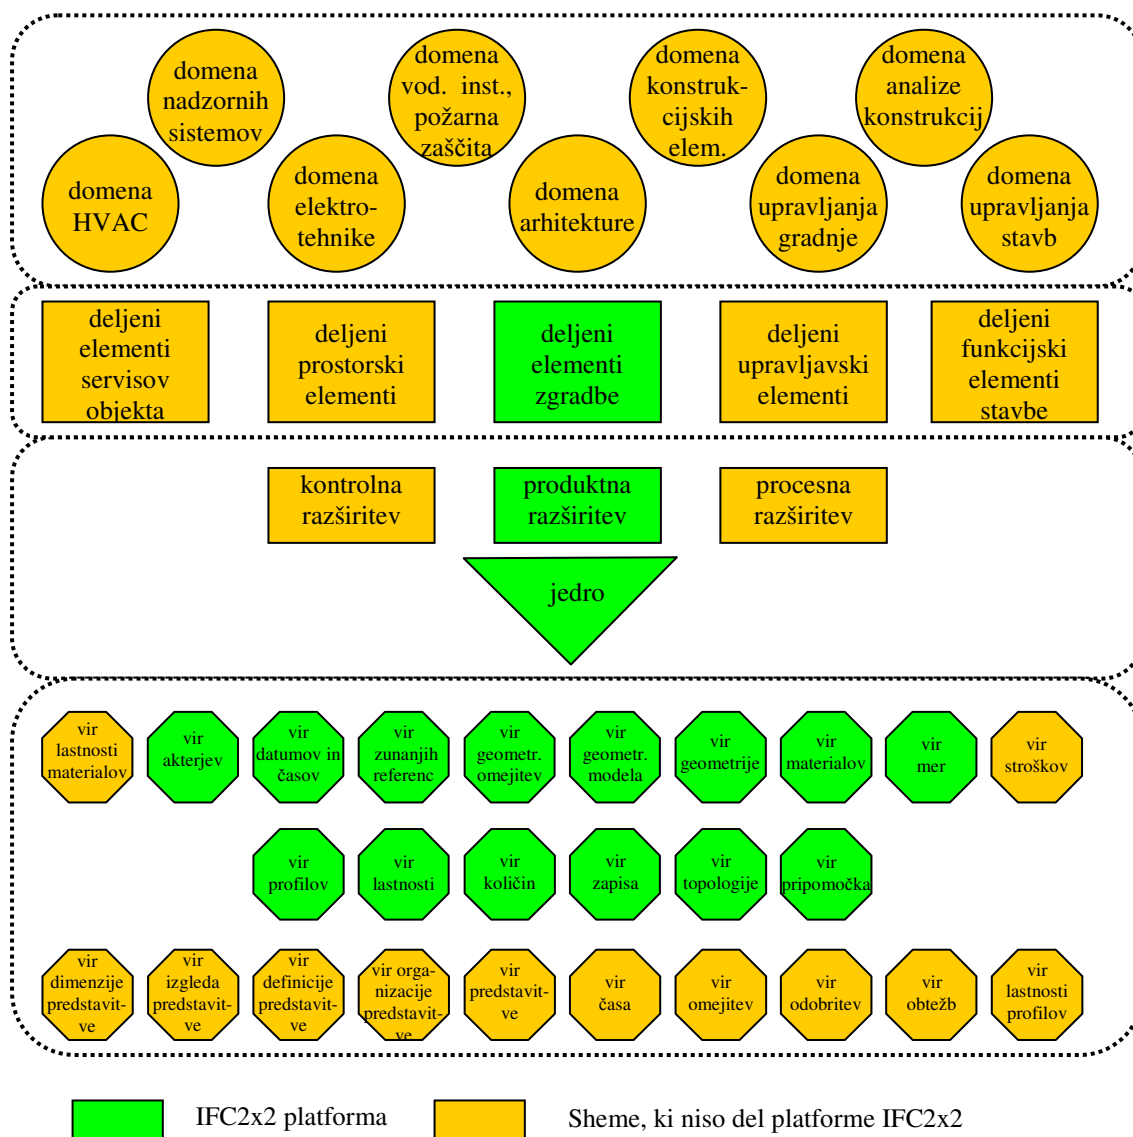 domena
nadzornih
sistemov
domena
vod. inst.,
požarna
zaščita
domena
konstruk-
cijskih
elem.
domena
analize
konstrukcij
domena
HVAC
domena
elektro-
tehnike
domena
arhitekture
domena
upravljanja
gradnje
domena
upravljanja
stavb
deljeni
elementi
servisov
objekta
deljeni
prostorski
elementi
deljeni
elementi
zgradbe
deljeni
upravljavski
elementi
deljeni
funkcijski
elementi
stavbe
kontrolna
razširitev
produktna
razširitev
procesna
razširitev
jedro
vir
lastnosti
materialov
vir
akterjev
vir
datumov in
časov
vir
zunanjih
referenc
vir
geometr.
omejitev
vir
geometr.
modela
vir
geometrije
vir
materialov
vir
mer
vir
stroškov
vir
profilov
vir
lastnosti
vir
količin
vir
zapisa
vir
topologije
vir
pripomočka
vir
dimenzije
predstavit-
ve
vir
izgleda
predstavit-
ve
vir
definicije
predstavit-
ve
vir orga-
nizacije
predstavit-
ve
vir
predstavit-
ve
vir
časa
vir
omejitev
vir
odobritev
vir
obtežb
vir
lastnosti
profilov
IFC2x2 platforma
Sheme, ki niso del platforme IFC2x2